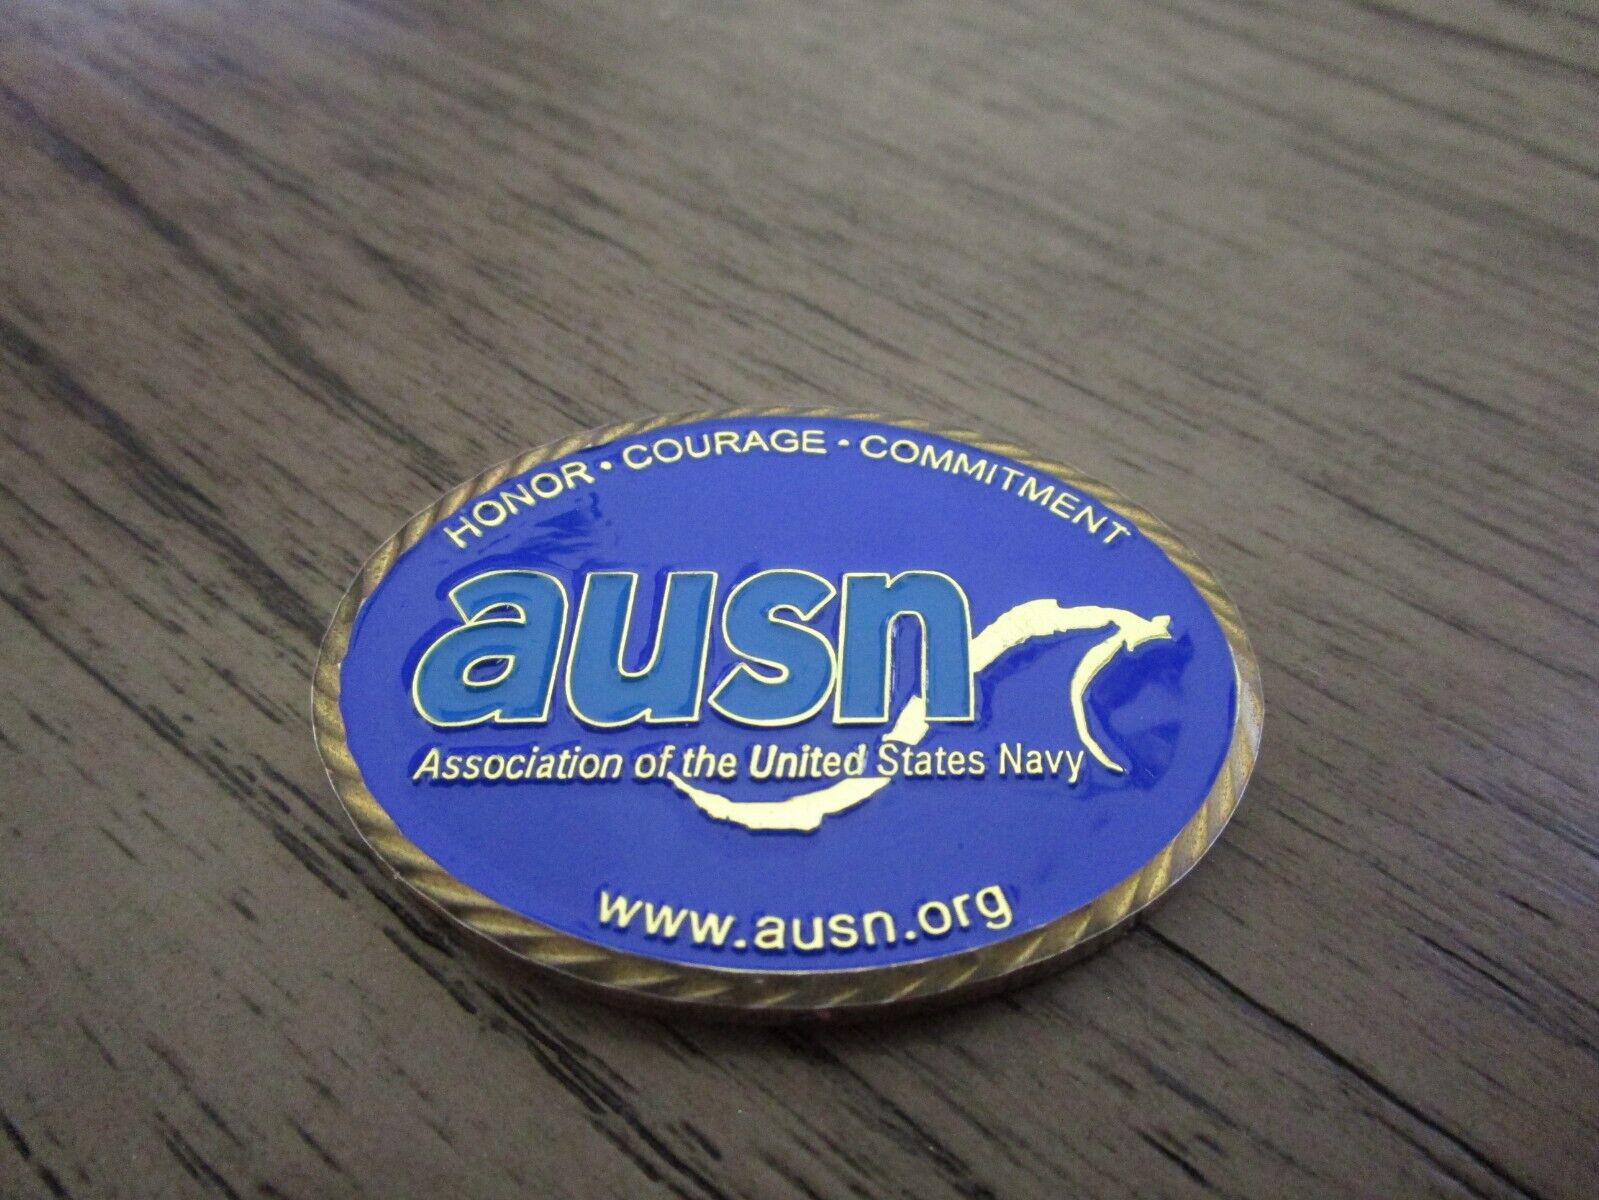 HONOR • COURAGE • COMMITMENT
ausn
Association of the United States Navy
www.ausn.org